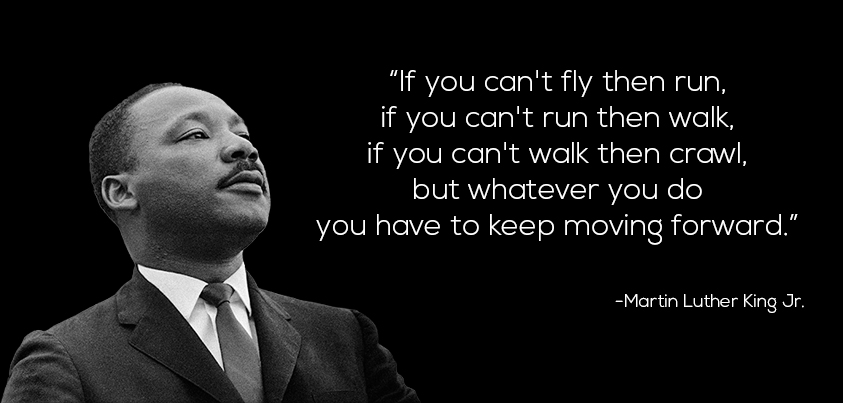 “If you can't fly then run,
if you can't run then walk,
if you can't walk then crawl,
but whatever you do
you have to keep moving forward.”
-Martin Luther King Jr.